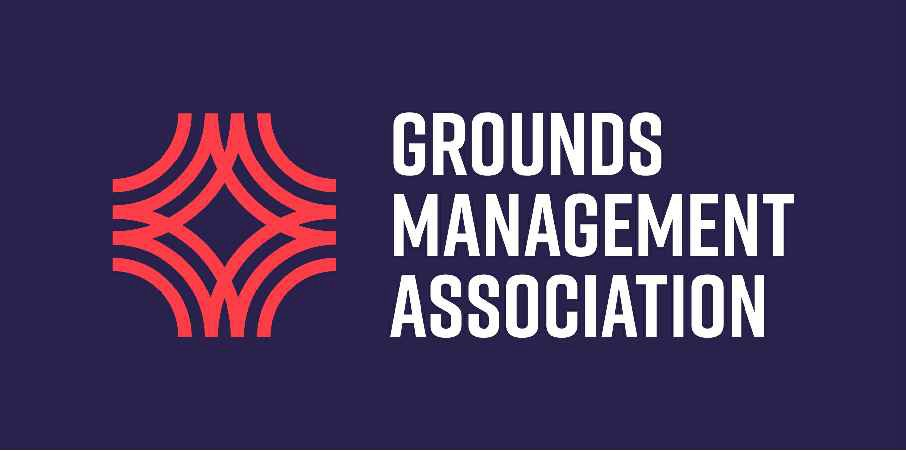 GROUNDS
MANAGEMENT
ASSOCIATION